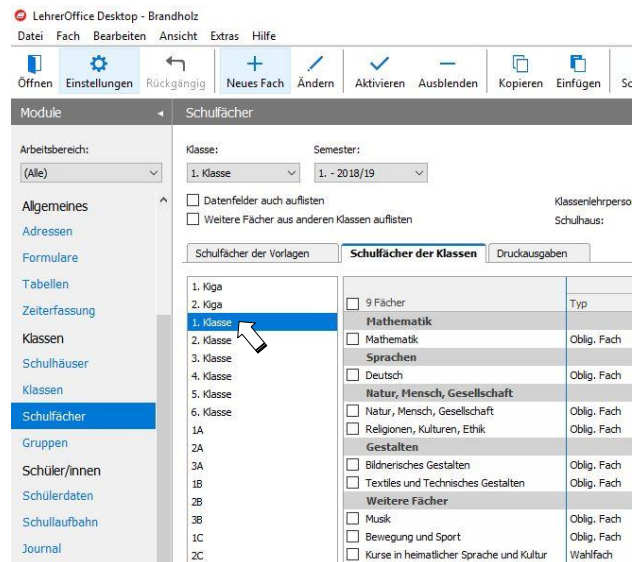 LehrerOffice Desktop - Brandholz
Datei Fach Bearbeiten Ansicht Extras Hilfe
Öffnen Einstellungen Rückgängig Neues Fach Ändern Aktivieren Ausblenden Kopieren Einfügen Sc
Module
Schulfächer
Arbeitsbereich:
(Alle)
Allgemeines
Adressen
Formulare
Tabellen
Zeiterfassung
Klassen
Schulhäuser
Klassen
Schulfächer
Gruppen
Schüler/innen
Schülerdaten
Schullaufbahn
Journal
Klasse: Semester:
1. Klasse 1. - 2018/19
Datenfelder auch auflisten
Weitere Fächer aus anderen Klassen auflisten
Klassenlehrperso
Schulhaus:
Schulfächer der Vorlagen Schulfächer der Klassen Druckausgaben
1. Kiga
2. Kiga
1. Klasse
2. Klasse
3. Klasse
4. Klasse
5. Klasse
6. Klasse
1A
2A
3A
1B
2B
3B
1C
2C
9 Fächer Typ
Mathematik
Mathematik Oblig. Fach
Sprachen
Deutsch Oblig. Fach
Natur, Mensch, Gesellschaft
Natur, Mensch, Gesellschaft Oblig. Fach
Religionen, Kulturen, Ethik Oblig. Fach
Gestalten
Bildnerisches Gestalten Oblig. Fach
Textiles und Technisches Gestalten Oblig. Fach
Weitere Fächer
Musik Oblig. Fach
Bewegung und Sport Oblig. Fach
Kurse in heimatlicher Sprache und Kultur Wahlfach